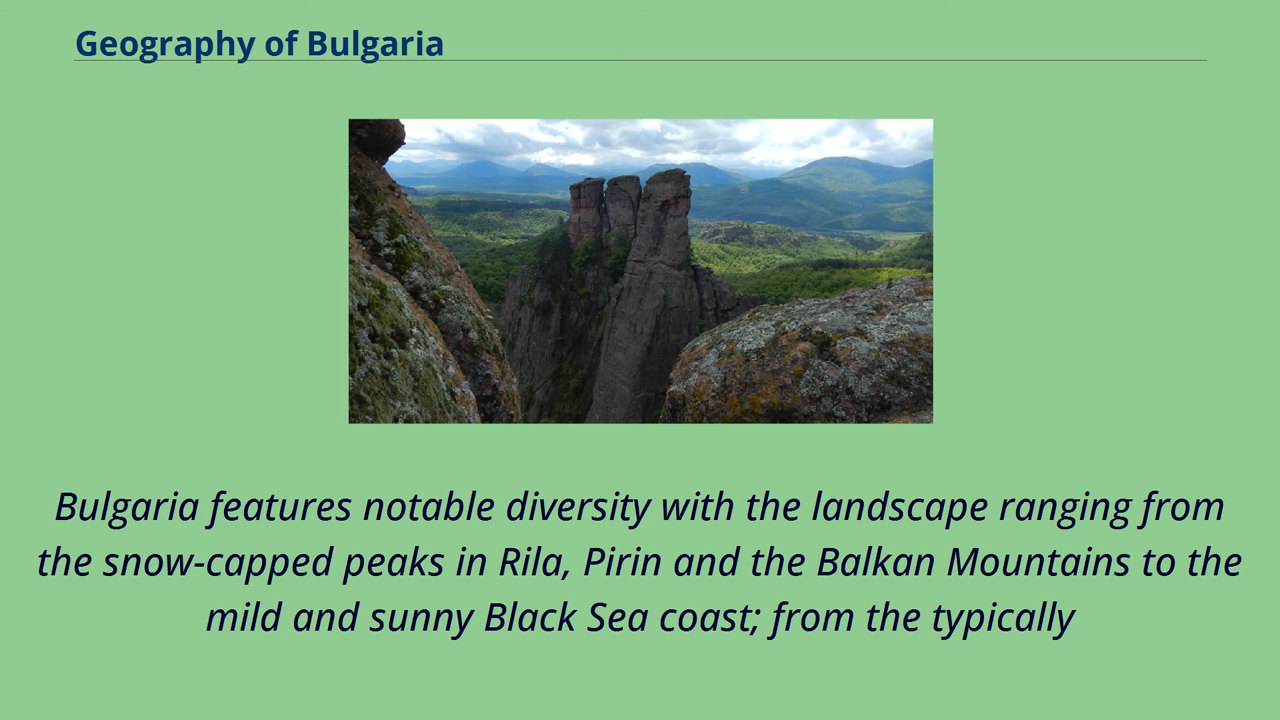 Geography of Bulgaria
Bulgaria features notable diversity with the landscape ranging from
the snow-capped peaks in Rila, Pirin and the Balkan Mountains to the
mild and sunny Black Sea coast; from the typically